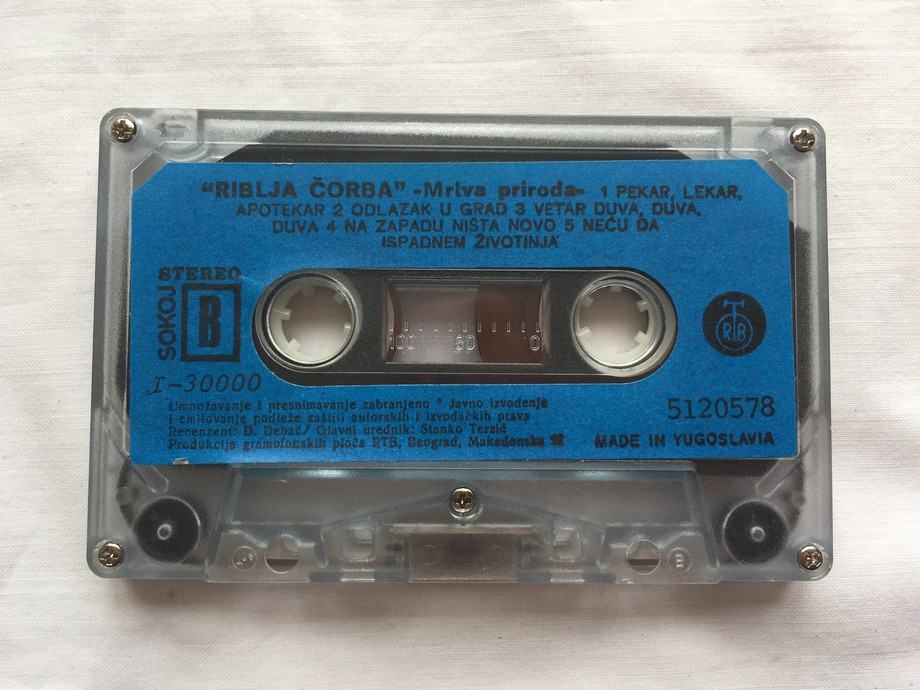 "RIBLJA ČORBA" -Mrtva priroda- 1 PEKAR, LEKAR,
APOTEKAR 2 ODLAZAK U GRAD 3 VETAR DUVA, DUVA,
DUVA 4 NA ZAPADU NIŠTA NOVO 5 NEĆU DA
ISPADNEM ŽIVOTINJA
STEREO
SOKOJ
B
RTB
100 50 0
I-30000
5120578
Umnožavanje i presnimavanje zabranjeno * Javno izvođenje
i emitovanje podleže zaštiti autorskih i izvođačkih prava
Recenzent: Đ. Debač/ Glavni urednik: Stanko Terzić
Produkcija gramofonskih ploča RTB, Beograd, Makedonska
MADE IN YUGOSLAVIA
B